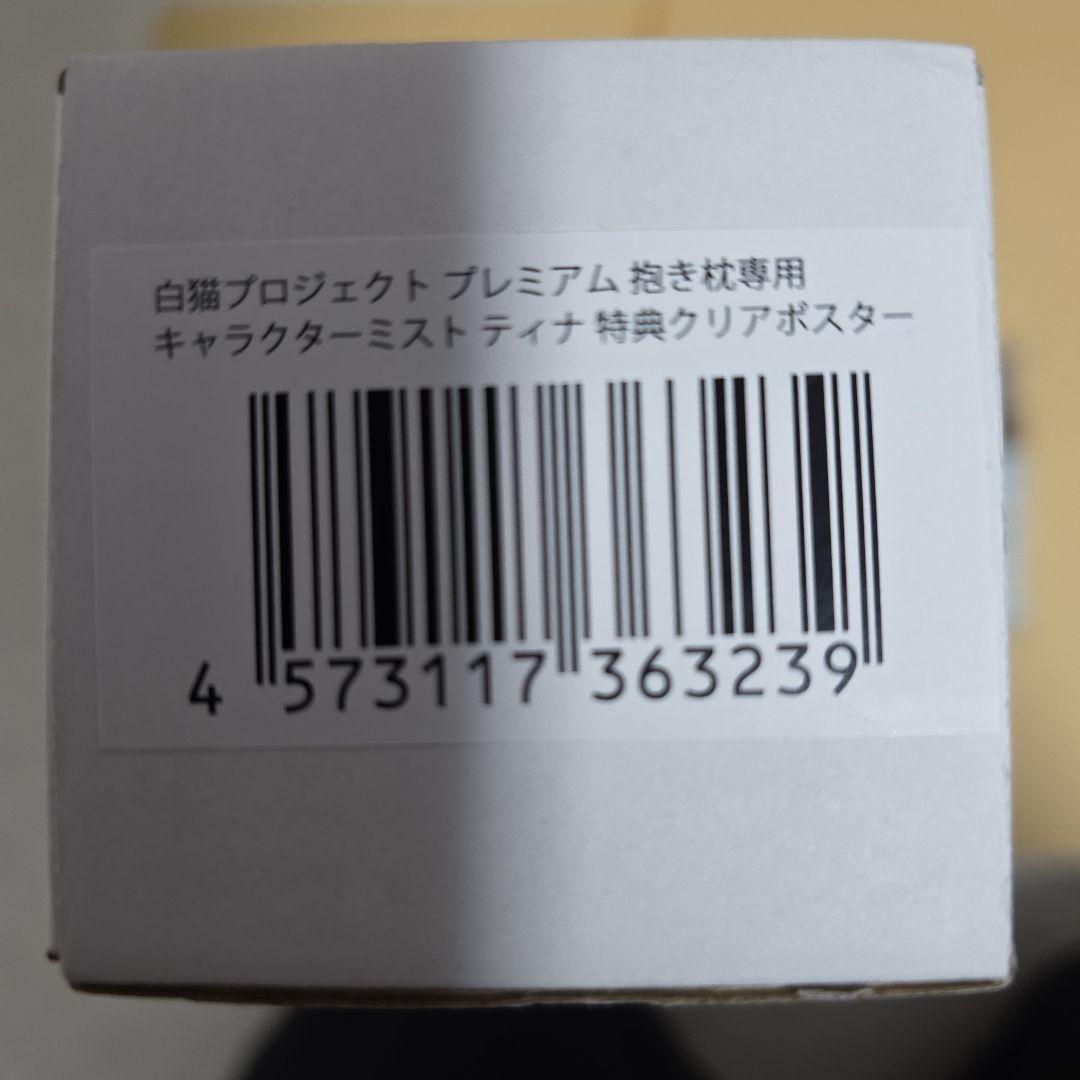 白猫プロジェクト プレミアム 抱き枕専用
キャラクターミスト ティナ 特典クリアポスター
4 573117 363239